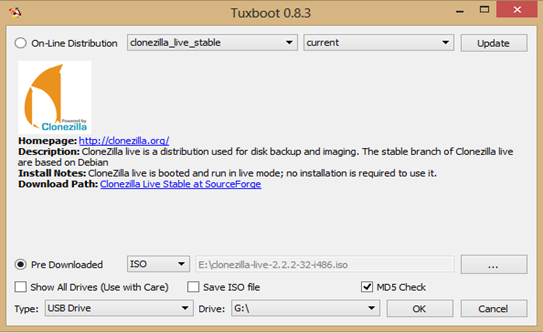 Tuxboot 0.8.3
On-Line Distribution clonezilla_live_stable current Update
Powered by
Clonezilla
Homepage: http://clonezilla.org/
Description: CloneZilla live is a distribution used for disk backup and imaging. The stable branch of Clonezilla live
are based on Debian
Install Notes: CloneZilla live is booted and run in live mode; no installation is required to use it.
Download Path: Clonezilla Live Stable at SourceForge
Pre Downloaded ISO E:\clonezilla-live-2.2.2-32-i486.iso ...
Show All Drives (Use with Care) Save ISO file MD5 Check
Type: USB Drive Drive: G:\ OK Cancel